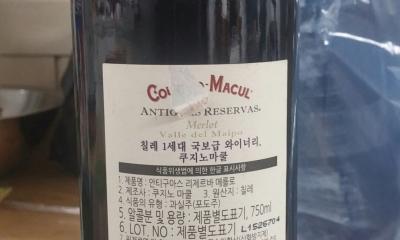 COUSIÑO-MACUL
ANTIGUAS RESERVAS.
Merlot
Valle del Maipo
칠레 1세대 국보급 와이너리.
쿠지노마쿨
식품위생법에 의한 한글 표시사항
1. 제품명 : 안티구아스 리제르바 메를로
2. 제조사 : 쿠지노 마쿨 3. 원산지 : 칠레
4. 식품의 유형 : 과실주(포도주)
5. 알콜분 및 용량 : 제품별도표기, 750ml
6. LOT. NO : 제품별도표기 L1526704